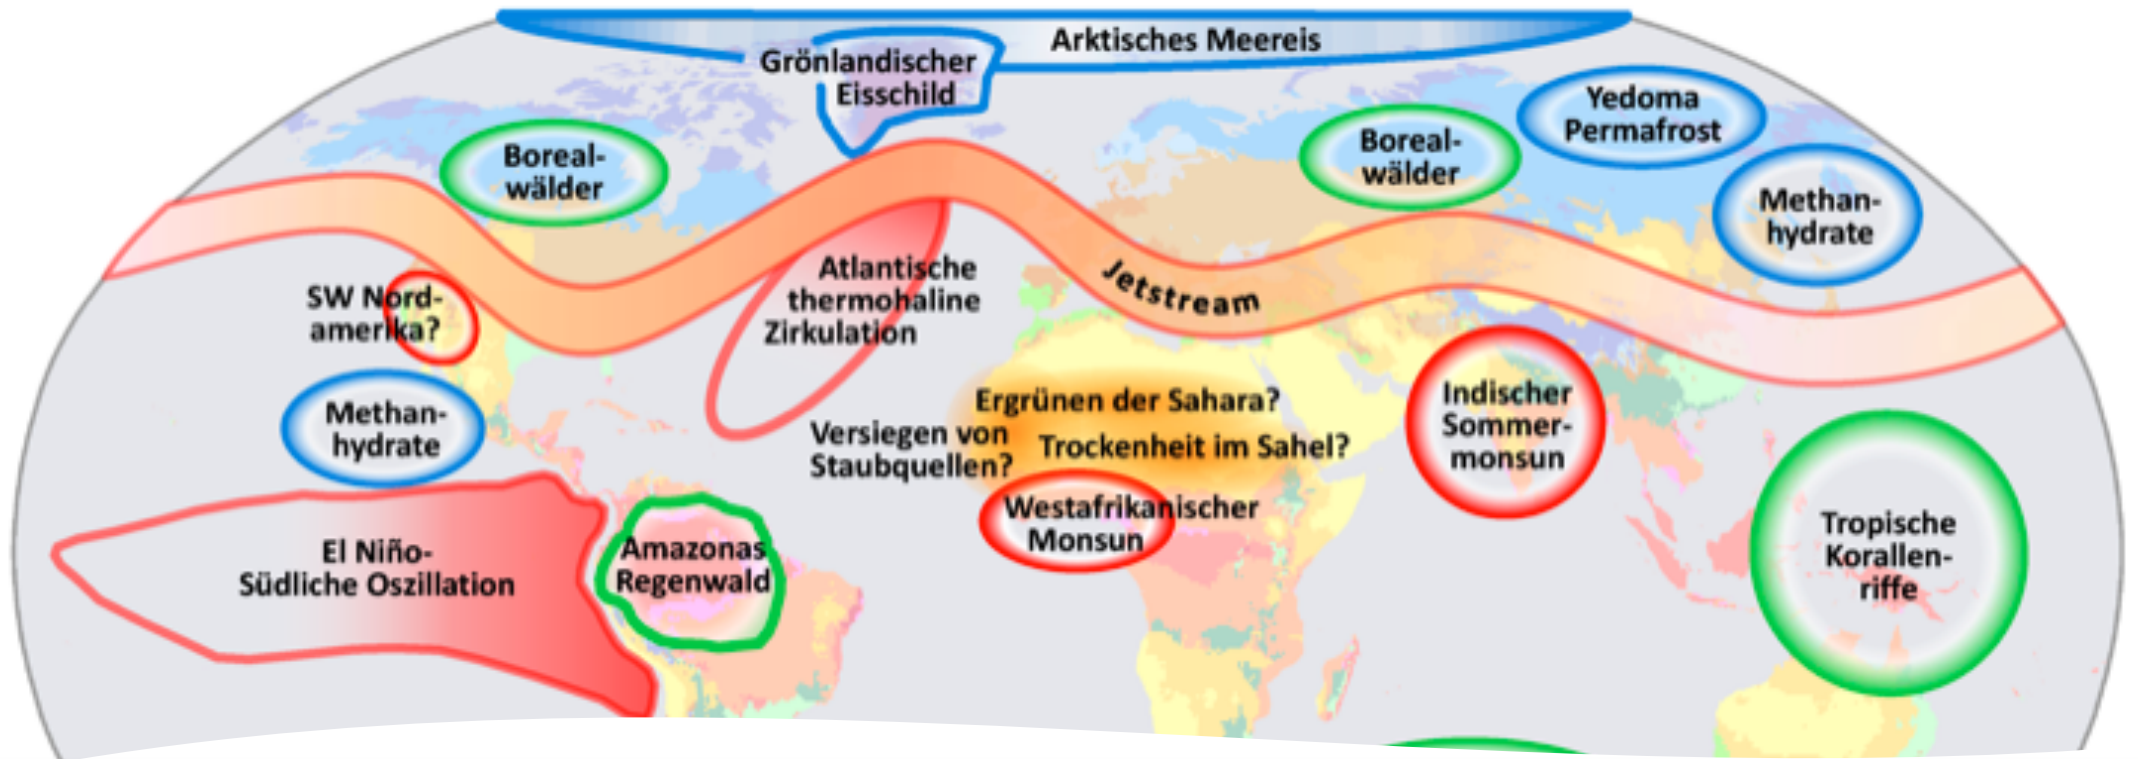 Arktisches Meereis
Grönlandischer
Eisschild
Yedoma
Permafrost
Boreal-
wälder
Boreal-
wälder
Methan-
hydrate
Jetstream
SW Nord-
amerika?
Atlantische
thermohaline
Zirkulation
Methan-
hydrate
Ergrünen der Sahara?
Versiegen von
Staubquellen?
Trockenheit im Sahel?
Indischer
Sommer-
monsun
Westafrikanischer
Monsun
El Niño-
Südliche Oszillation
Amazonas
Regenwald
Tropische
Korallen-
riffe